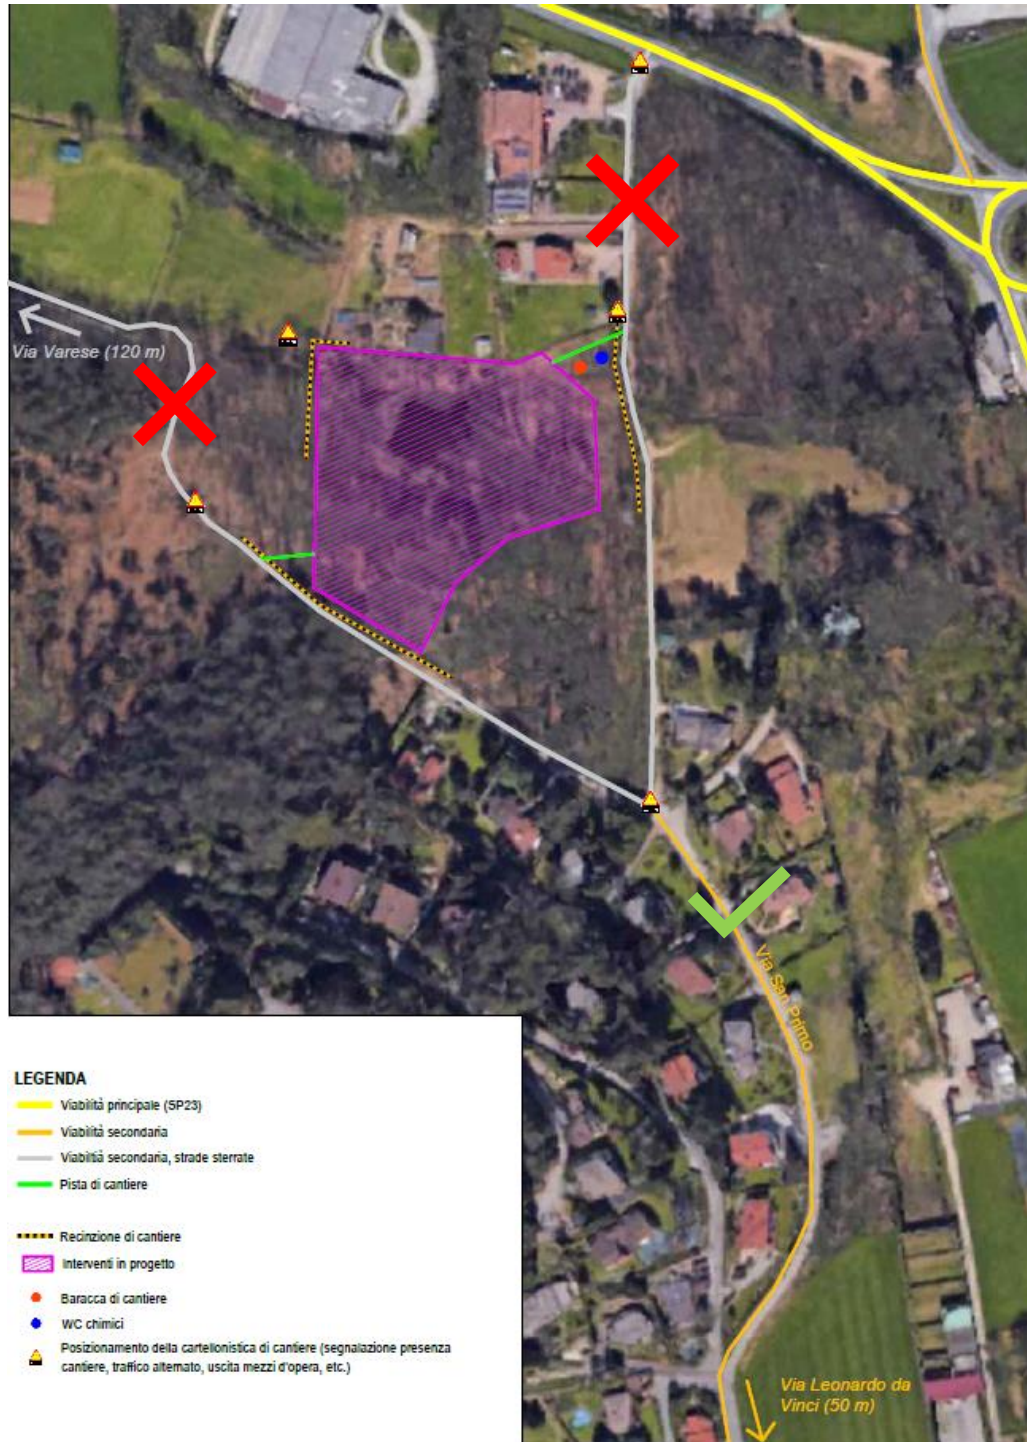 Via Varese (120 m)
Via San Primo
LEGENDA
Viabilità principale (SP23)
Viabilità secondaria
Viabiltià secondaria, strade sterrate
Pista di cantiere
Recinzione di cantiere
Interventi in progetto
Baracca di cantiere
WC chimici
Posizionamento della cartellonistica di cantiere (segnalazione presenza
cantiere, traffico alternato, uscita mezzi d'opera, etc.)
Via Leonardo da
Vinci (50 m)